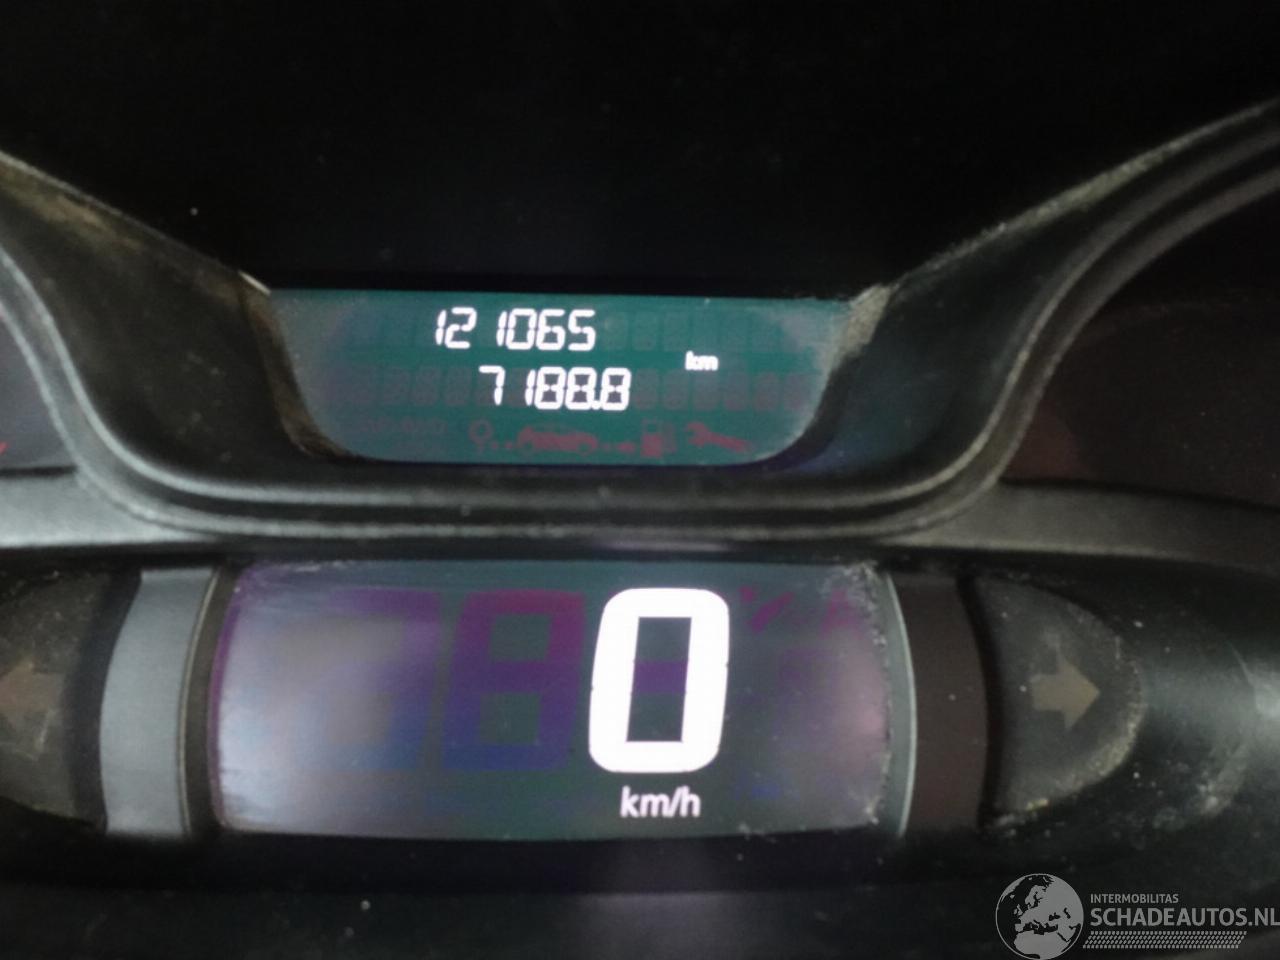 121065
7188.8
km
0
km/h
INTERMOBILITAS
SCHADEAUTOS.NL